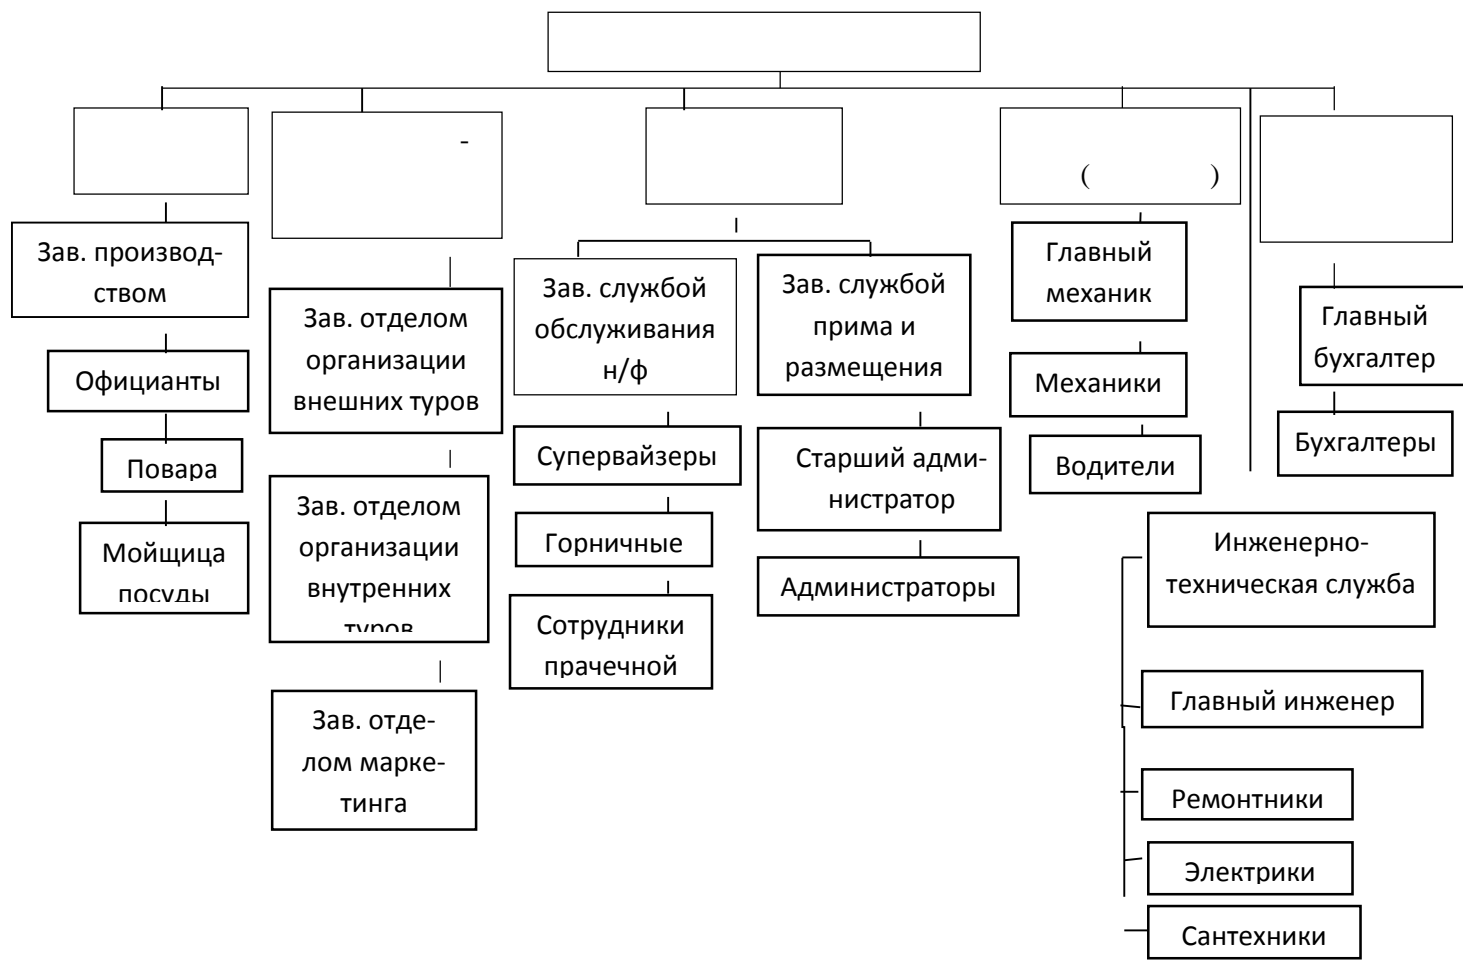 -
( )
Зав. производ-
ством
Официанты
Повара
Мойщица
посуды
Зав. отделом
организации
внешних туров
Зав. отделом
организации
внутренних
туров
Зав. отде-
лом марке-
тинга
Зав. службой
обслуживания
н/ф
Супервайзеры
Горничные
Сотрудники
прачечной
Зав. службой
прима и
размещения
Старший адми-
нистратор
Администраторы
Главный
механик
Механики
Водители
Инженерно-
техническая служба
Главный инженер
Ремонтники
Электрики
Сантехники
Главный
бухгалтер
Бухгалтеры